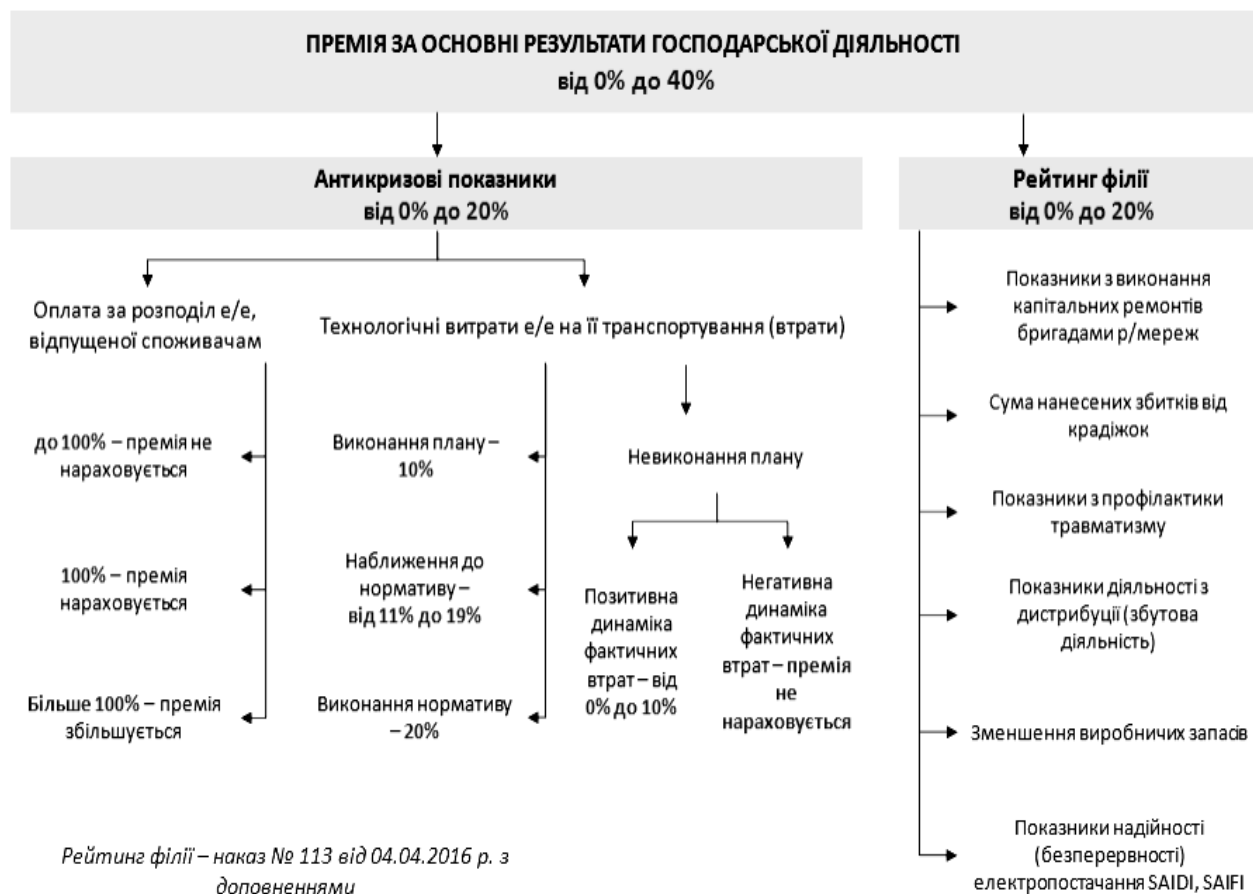 ПРЕМІЯ ЗА ОСНОВНІ РЕЗУЛЬТАТИ ГОСПОДАРСЬКОЇ ДІЯЛЬНОСТІ
від 0% до 40%
Антикризові показники
від 0% до 20%
Оплата за розподіл е/е,
відпущеної споживачам
до 100% – премія не
нараховується
100% – премія
нараховується
Більше 100% – премія
збільшується
Технологічні витрати е/е на її транспортування (втрати)
Виконання плану –
10%
Наближення до
нормативу –
від 11% до 19%
Виконання нормативу
– 20%
Невиконання плану
Позитивна
динаміка
фактичних
втрат – від
0% до 10%
Негативна
динаміка
фактичних
втрат – премія
не
нараховується
Рейтинг філії
від 0% до 20%
Показники з виконання
капітальних ремонтів
бригадами р/мереж
Сума нанесених збитків від
крадіжок
Показники з профілактики
травматизму
Показники діяльності з
дистрибуції (збутова
діяльність)
Зменшення виробничих запасів
Показники надійності
(безперервності)
електропостачання SAIDI, SAIFI
Рейтинг філії – наказ № 113 від 04.04.2016 р. з
доповненнями